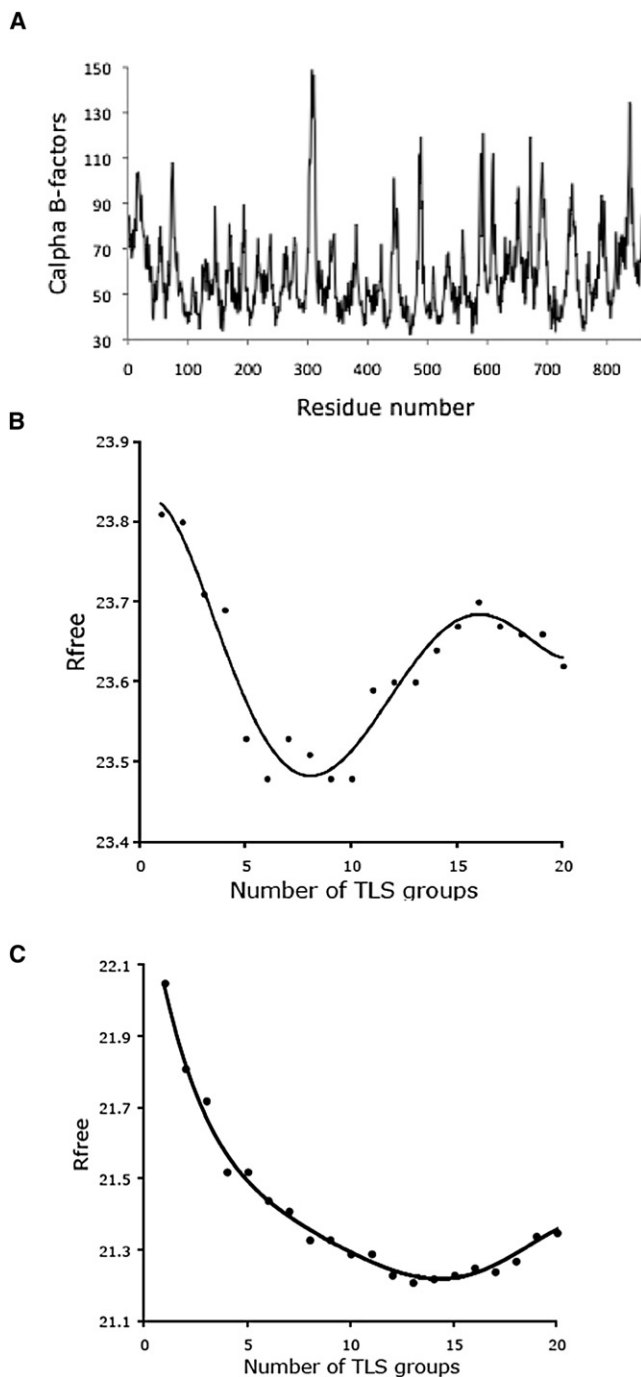 A
150
130
110
90
70
50
30
Calpha B-factors
0 100 200 300 400 500 600 700 800
Residue number
B
23.9
23.8
23.7
23.6
23.5
23.4
Rfree
0 5 10 15 20
Number of TLS groups
C
22.1
21.9
21.7
21.5
21.3
21.1
Rfree
0 5 10 15 20
Number of TLS groups